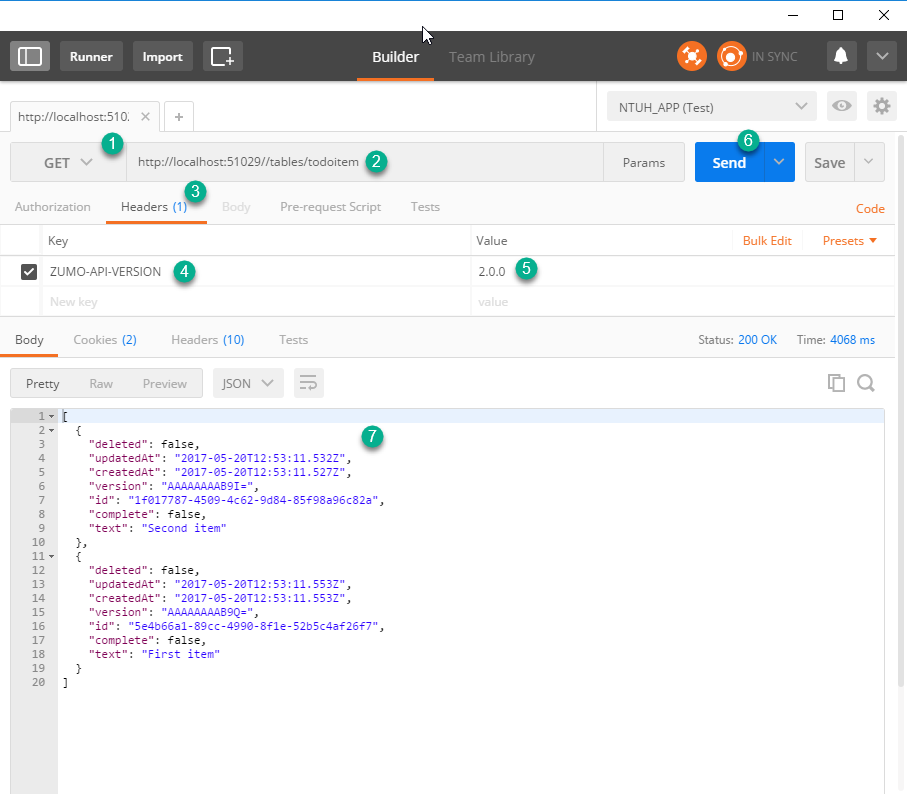 Runner Import Builder Team Library IN SYNC
http://localhost:510: NTUH_APP (Test)
1 6
GET http://localhost:51029//tables/todoitem 2 Params Send Save
3
Authorization Headers (1) Body Pre-request Script Tests Code
Key Value Bulk Edit Presets
ZUMO-API-VERSION 4 2.0.0 5
New key value
Body Cookies (2) Headers (10) Tests Status: 200 OK Time: 4068 ms
Pretty Raw Preview JSON
1 [
2 {
7
3 "deleted": false,
4 "updatedAt": "2017-05-20T12:53:11.532Z",
5 "createdAt": "2017-05-20T12:53:11.527Z",
6 "version": "AAAAAAAAB9I=",
7 "id": "1f017787-4509-4c62-9d84-85f98a96c82a",
8 "complete": false,
9 "text": "Second item"
10 },
11 {
12 "deleted": false,
13 "updatedAt": "2017-05-20T12:53:11.553Z",
14 "createdAt": "2017-05-20T12:53:11.553Z",
15 "version": "AAAAAAAAB9Q=",
16 "id": "5e4b66a1-89cc-4990-8f1e-52b5c4af26f7",
17 "complete": false,
18 "text": "First item"
19 }
20 ]